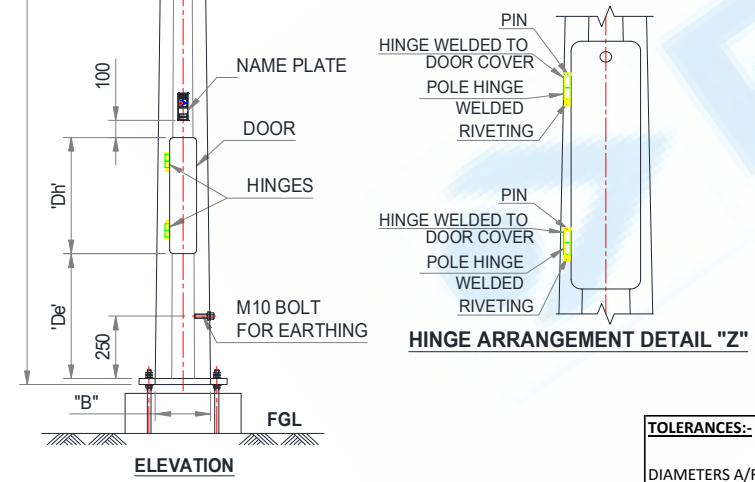 100
NAME PLATE
DOOR
'Dh'
HINGES
'De'
M10 BOLT
FOR EARTHING
250
"B"
FGL
ELEVATION
PIN
HINGE WELDED TO
DOOR COVER
POLE HINGE
WELDED
RIVETING
PIN
HINGE WELDED TO
DOOR COVER
POLE HINGE
WELDED
RIVETING
HINGE ARRANGEMENT DETAIL "Z"
TOLERANCES:-
DIAMETERS A/F